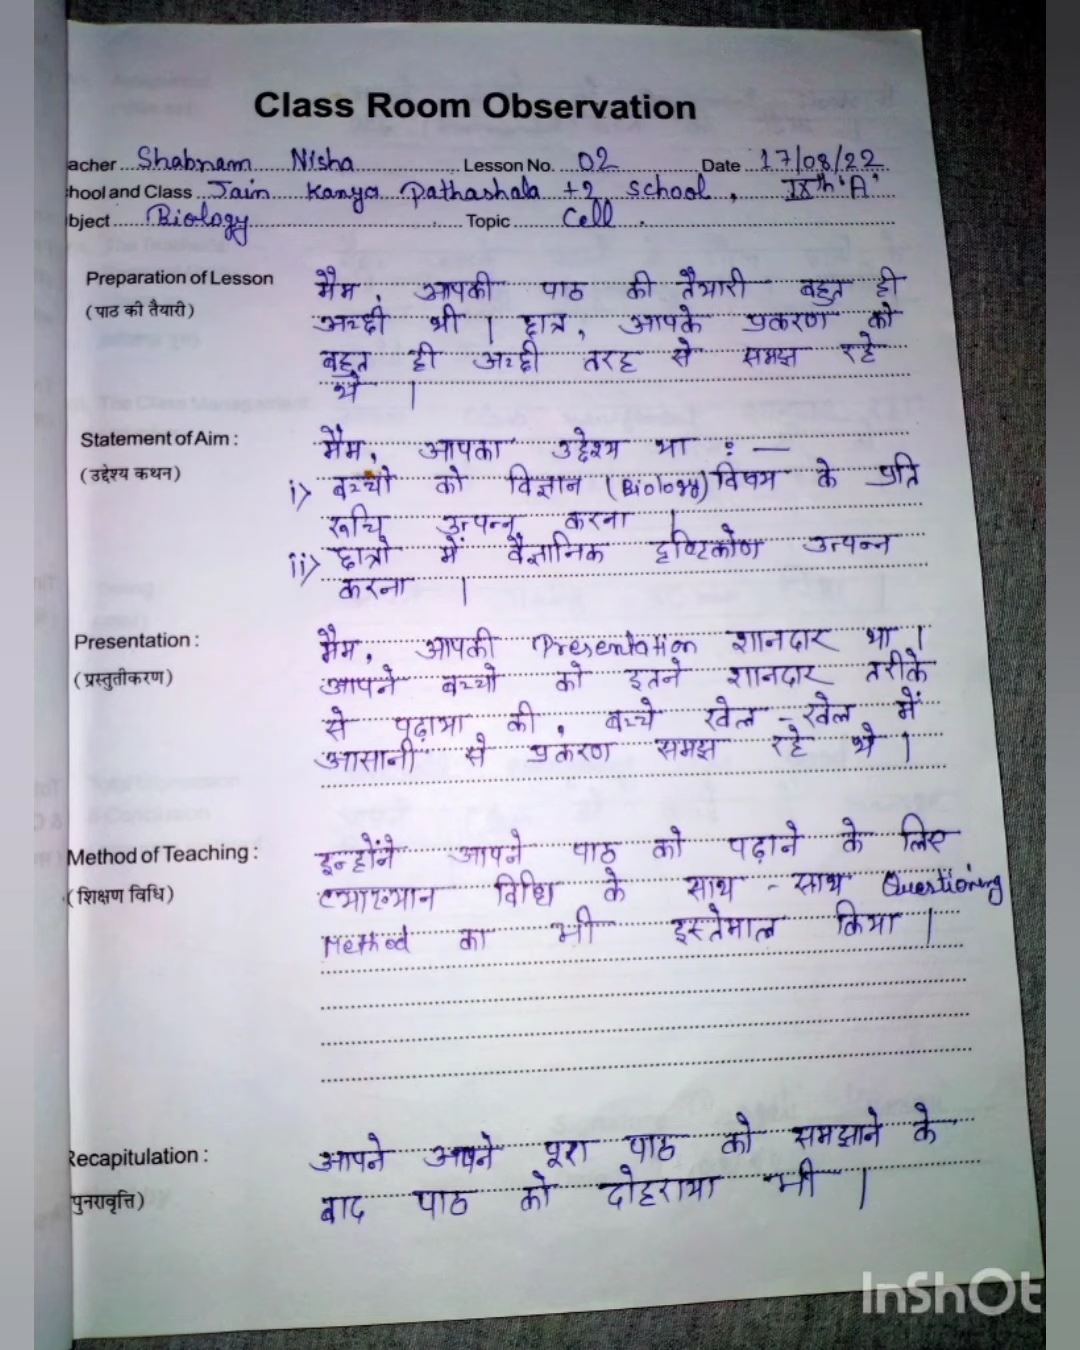 Class Room Observation
acher Shabnam Nisha Lesson No. 02 Date 17/08/22
hool and Class Jain Kanya Pathashala +2 School, IXth 'A'
bject Biology Topic Cell
Preparation of Lesson
(पाठ की तैयारी)
मैम, आपकी पाठ की तैयारी बहुत ही
अच्छी थी | छात्र, आपके प्रकरण को
बहुत ही अच्छी तरह से समझ रहे
थे |
Statement of Aim :
(उद्देश्य कथन)
मैम, आपका उद्देश्य था :—
i> बच्चो को विज्ञान (Biology) विषय के प्रति
रूचि उत्पन्न करना |
ii> छात्रो में वैज्ञानिक दृष्टिकोण उत्पन्न
करना |
Presentation :
(प्रस्तुतीकरण)
मैम, आपकी Presentation शानदार था |
आपने बच्चो को इतने शानदार तरीके
से पढ़ाया की, बच्चे खेल - खेल में
आसानी से प्रकरण समझ रहे थे |
Method of Teaching :
(शिक्षण विधि)
इन्होंने आपने पाठ को पढ़ाने के लिए
व्याख्यान विधि के साथ - साथ Questioning
Method का भी इस्तेमाल किया |
Recapitulation :
पुनरावृत्ति)
आपने अपने पूरा पाठ को समझाने के
बाद पाठ को दोहराया भी |
InShOt